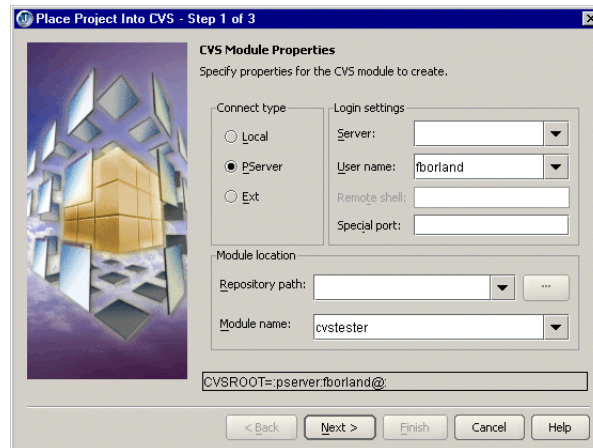 Place Project Into CVS - Step 1 of 3
CVS Module Properties
Specify properties for the CVS module to create.
Connect type
Local
PServer
Ext
Login settings
Server:
User name: fborland
Remote shell:
Special port:
Module location
Repository path: ...
Module name: cvstester
CVSROOT=:pserver:fborland@:
< Back Next > Finish Cancel Help